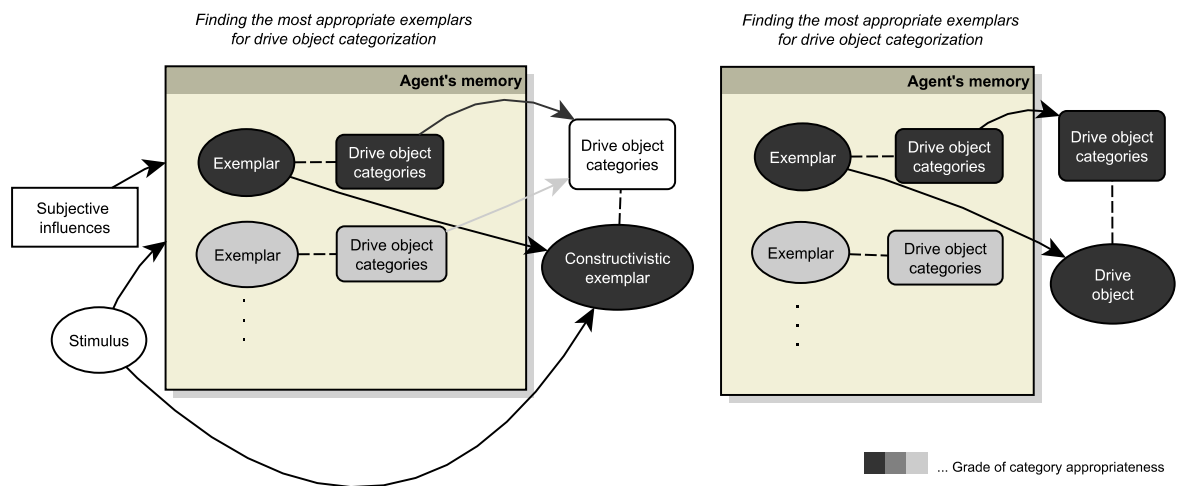 Finding the most appropriate exemplars
for drive object categorization
Agent's memory
Exemplar
Drive object
categories
Drive object
categories
Subjective
influences
Exemplar
Drive object
categories
Constructivistic
exemplar
Stimulus
Finding the most appropriate exemplars
for drive object categorization
Agent's memory
Exemplar
Drive object
categories
Drive object
categories
Exemplar
Drive object
categories
Drive
object
... Grade of category appropriateness